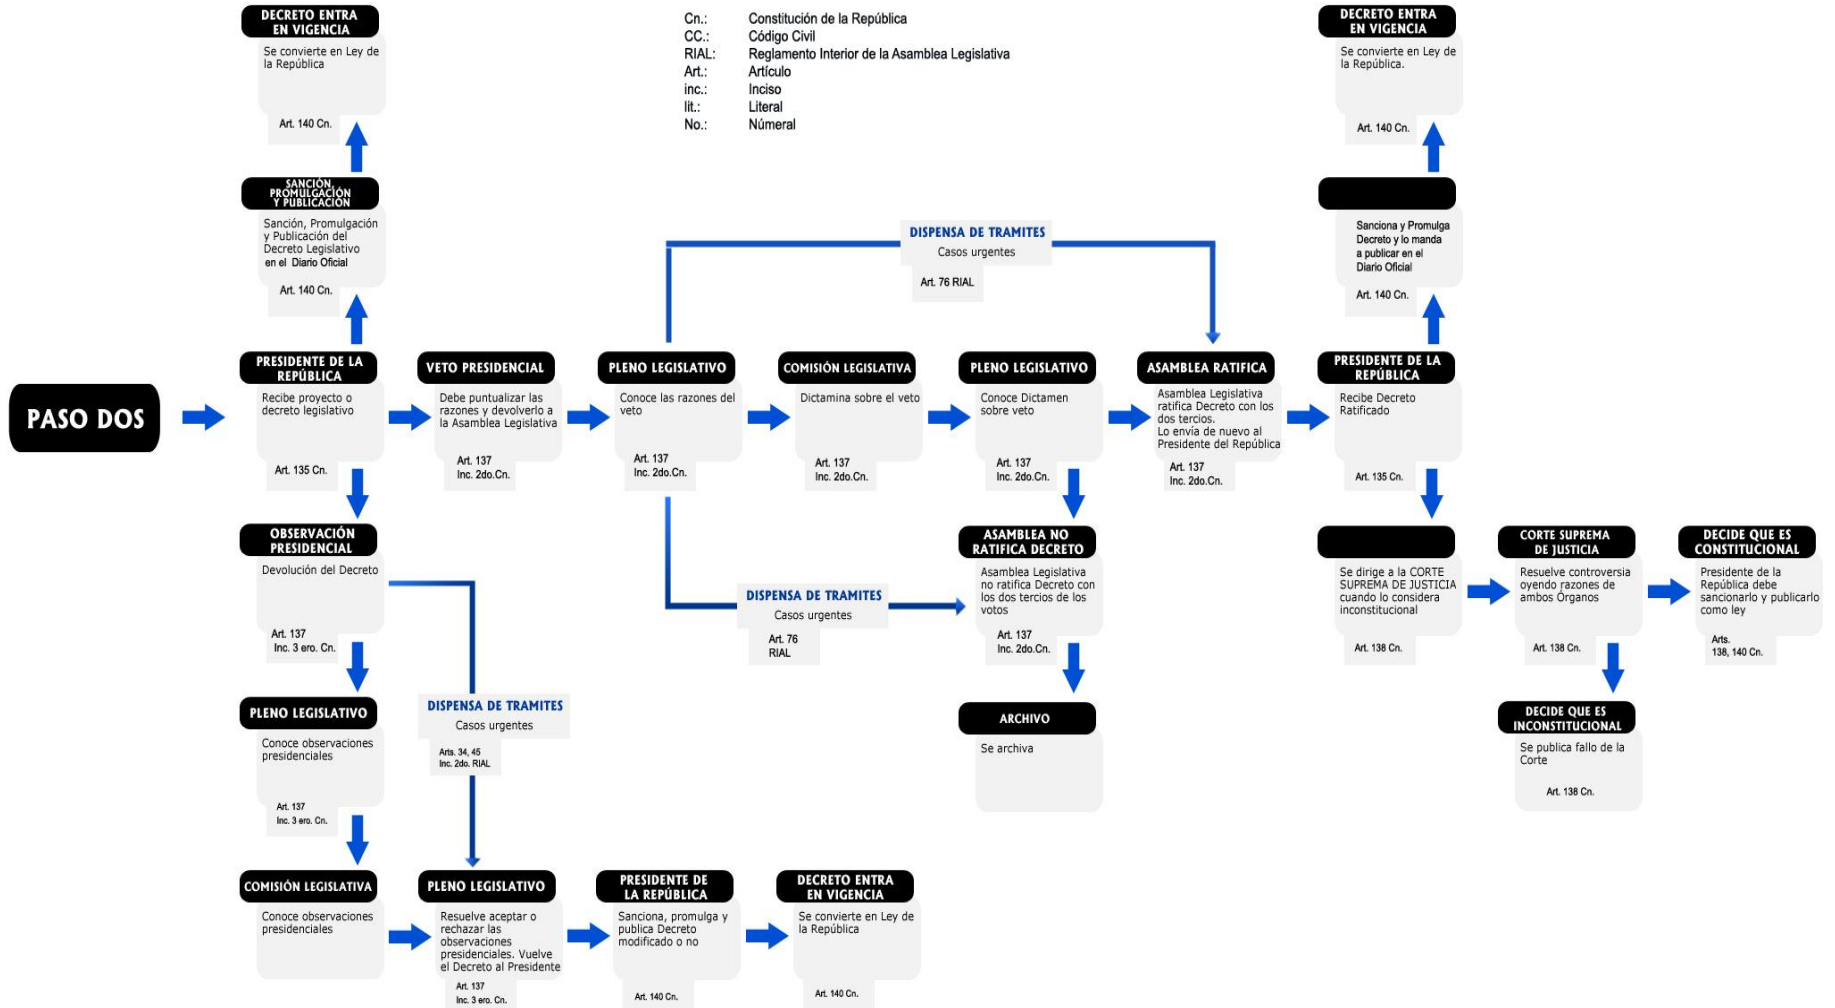 DECRETO ENTRA
EN VIGENCIA
Se convierte en Ley de
la República
Art. 140 Cn.
Cn.: Constitución de la República
CC.: Código Civil
RIAL: Reglamento Interior de la Asamblea Legislativa
Art.: Artículo
inc.: Inciso
lit.: Literal
No.: Númeral
DECRETO ENTRA
EN VIGENCIA
Se convierte en Ley de
la República.
Art. 140 Cn.
SANCIÓN,
PROMULGACIÓN
Y PUBLICACIÓN
Sanción, Promulgación
y Publicación del
Decreto Legislativo
en el Diario Oficial
Art. 140 Cn.
DISPENSA DE TRAMITES
Casos urgentes
Art. 76 RIAL
Sanciona y Promulga
Decreto y lo manda
a publicar en el
Diario Oficial
Art. 140 Cn.
PASO DOS
PRESIDENTE DE LA
REPÚBLICA
Recibe proyecto o
decreto legislativo
Art. 135 Cn.
VETO PRESIDENCIAL
Debe puntualizar las
razones y devolverlo a
la Asamblea Legislativa
Art. 137
Inc. 2do.Cn.
PLENO LEGISLATIVO
Conoce las razones del
veto
Art. 137
Inc. 2do.Cn.
COMISIÓN LEGISLATIVA
Dictamina sobre el veto
Art. 137
Inc. 2do.Cn.
PLENO LEGISLATIVO
Conoce Dictamen
sobre veto
Art. 137
Inc. 2do.Cn.
ASAMBLEA RATIFICA
Asamblea Legislativa
ratifica Decreto con los
dos tercios.
Lo envía de nuevo al
Presidente del República
Art. 137
Inc. 2do.Cn.
PRESIDENTE DE LA
REPÚBLICA
Recibe Decreto
Ratificado
Art. 135 Cn.
OBSERVACIÓN
PRESIDENCIAL
Devolución del Decreto
Art. 137
Inc. 3 ero. Cn.
DISPENSA DE TRAMITES
Casos urgentes
Art. 76
RIAL
ASAMBLEA NO
RATIFICA DECRETO
Asamblea Legislativa
no ratifica Decreto con
los dos tercios de los
votos
Art. 137
Inc. 2do.Cn.
Se dirige a la CORTE
SUPREMA DE JUSTICIA
cuando lo considera
inconstitucional
Art. 138 Cn.
CORTE SUPREMA
DE JUSTICIA
Resuelve controversia
oyendo razones de
ambos Órganos
Art. 138 Cn.
DECIDE QUE ES
CONSTITUCIONAL
Presidente de la
República debe
sancionarlo y publicarlo
como ley
Arts.
138, 140 Cn.
PLENO LEGISLATIVO
Conoce observaciones
presidenciales
Art. 137
Inc. 3 ero. Cn.
DISPENSA DE TRAMITES
Casos urgentes
Arts. 34, 45
Inc. 2do. RIAL
ARCHIVO
Se archiva
DECIDE QUE ES
INCONSTITUCIONAL
Se publica fallo de la
Corte
Art. 138 Cn.
COMISIÓN LEGISLATIVA
Conoce observaciones
presidenciales
PLENO LEGISLATIVO
Resuelve aceptar o
rechazar las
observaciones
presidenciales. Vuelve
el Decreto al Presidente
Art. 137
Inc. 3 ero. Cn.
PRESIDENTE DE
LA REPÚBLICA
Sanciona, promulga y
publica Decreto
modificado o no
Art. 140 Cn.
DECRETO ENTRA
EN VIGENCIA
Se convierte en Ley de
la República
Art. 140 Cn.